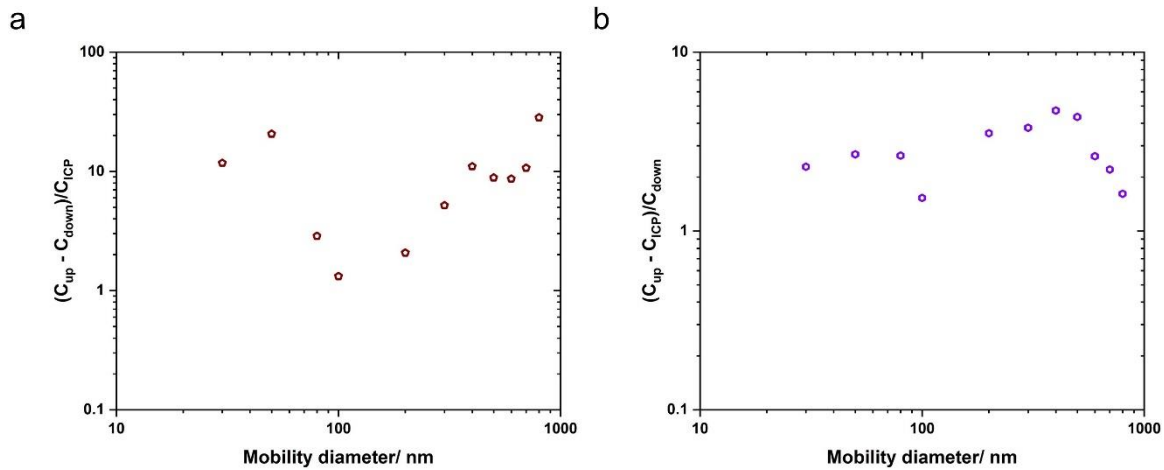 a
100
10
1
0.1
(C_up - C_down)/C_ICP
10 100 1000
Mobility diameter/ nm
b
10
1
0.1
(C_up - C_ICP)/C_down
10 100 1000
Mobility diameter/ nm